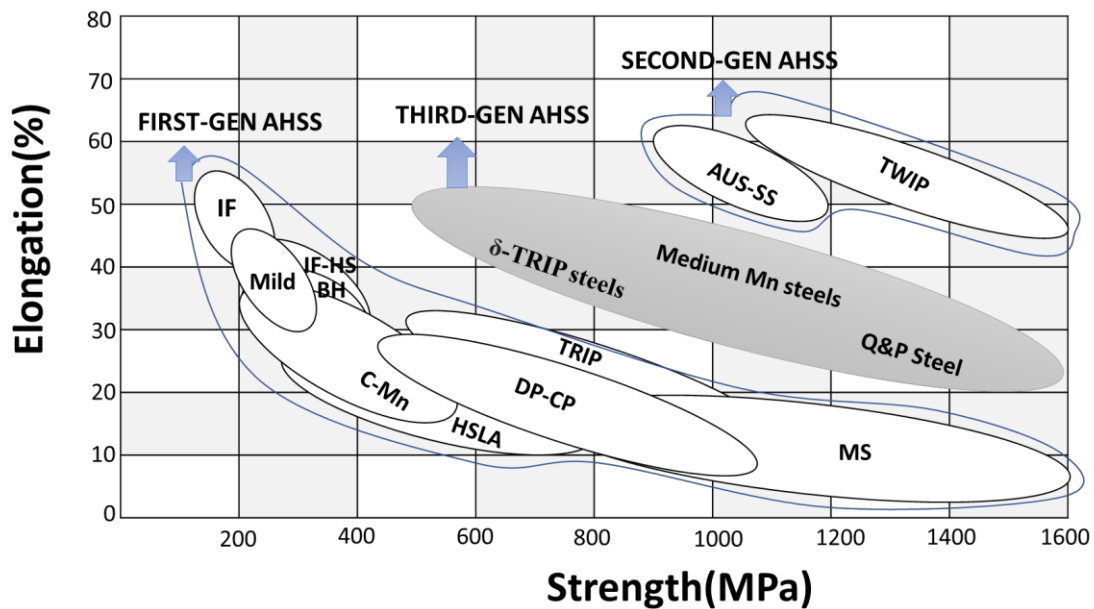 Elongation(%)
80
70
60
50
40
30
20
10
0
SECOND-GEN AHSS
THIRD-GEN AHSS
FIRST-GEN AHSS
AUS-SS
TWIP
IF
IF-HS
BH
Mild
δ-TRIP steels
Medium Mn steels
Q&P Steel
TRIP
DP-CP
C-Mn
HSLA
MS
200
400
600
800
1000
1200
1400
1600
Strength(MPa)